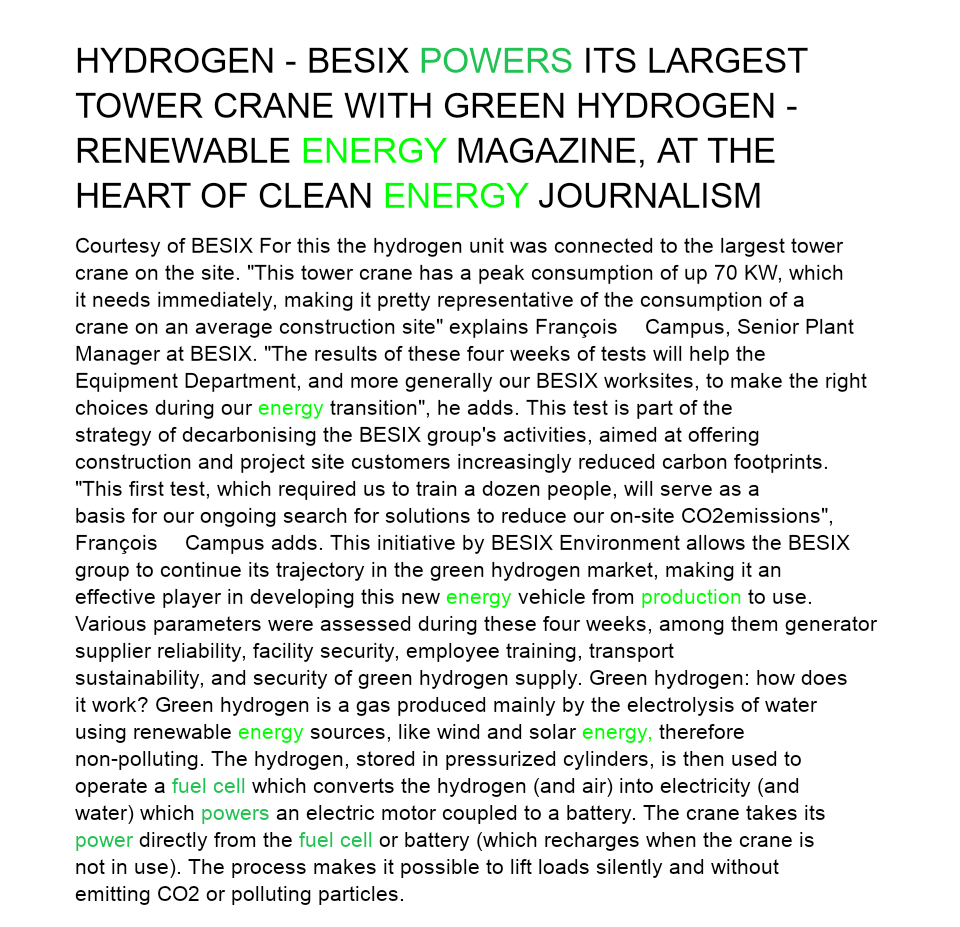 HYDROGEN - BESIX POWERS ITS LARGEST
TOWER CRANE WITH GREEN HYDROGEN -
RENEWABLE ENERGY MAGAZINE, AT THE
HEART OF CLEAN ENERGY JOURNALISM
Courtesy of BESIX For this the hydrogen unit was connected to the largest tower
crane on the site. "This tower crane has a peak consumption of up 70 KW, which
it needs immediately, making it pretty representative of the consumption of a
crane on an average construction site" explains François Campus, Senior Plant
Manager at BESIX. "The results of these four weeks of tests will help the
Equipment Department, and more generally our BESIX worksites, to make the right
choices during our energy transition", he adds. This test is part of the
strategy of decarbonising the BESIX group's activities, aimed at offering
construction and project site customers increasingly reduced carbon footprints.
"This first test, which required us to train a dozen people, will serve as a
basis for our ongoing search for solutions to reduce our on-site CO2emissions",
François Campus adds. This initiative by BESIX Environment allows the BESIX
group to continue its trajectory in the green hydrogen market, making it an
effective player in developing this new energy vehicle from production to use.
Various parameters were assessed during these four weeks, among them generator
supplier reliability, facility security, employee training, transport
sustainability, and security of green hydrogen supply. Green hydrogen: how does
it work? Green hydrogen is a gas produced mainly by the electrolysis of water
using renewable energy sources, like wind and solar energy, therefore
non-polluting. The hydrogen, stored in pressurized cylinders, is then used to
operate a fuel cell which converts the hydrogen (and air) into electricity (and
water) which powers an electric motor coupled to a battery. The crane takes its
power directly from the fuel cell or battery (which recharges when the crane is
not in use). The process makes it possible to lift loads silently and without
emitting CO2 or polluting particles.